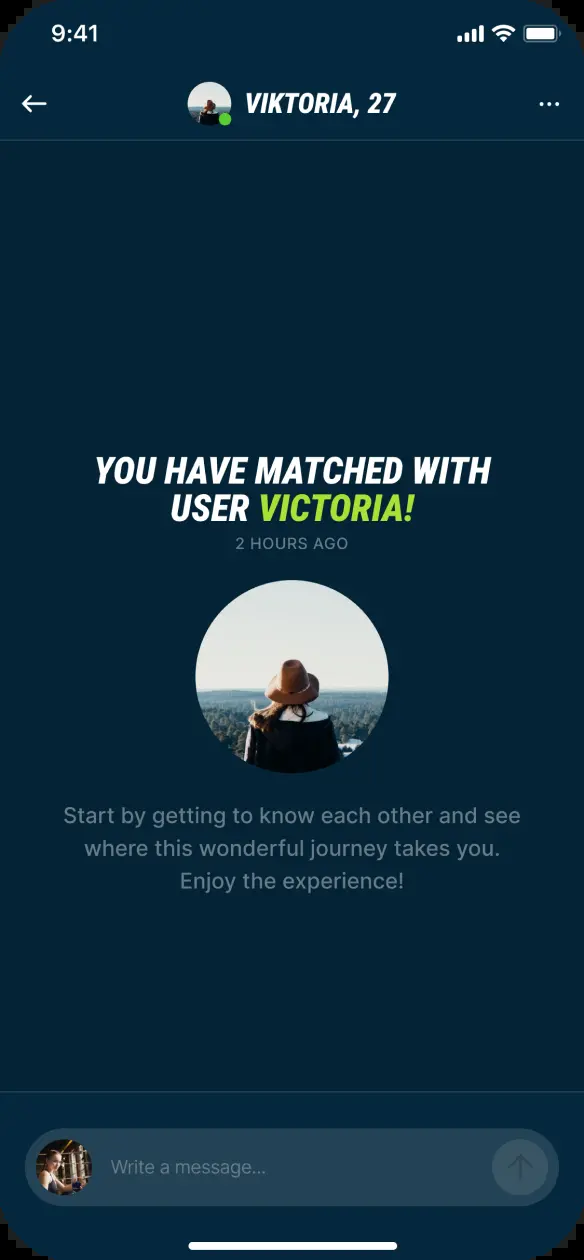 9:41
VIKTORIA, 27
YOU HAVE MATCHED WITH
USER VICTORIA!
2 HOURS AGO
Start by getting to know each other and see
where this wonderful journey takes you.
Enjoy the experience!
Write a message...